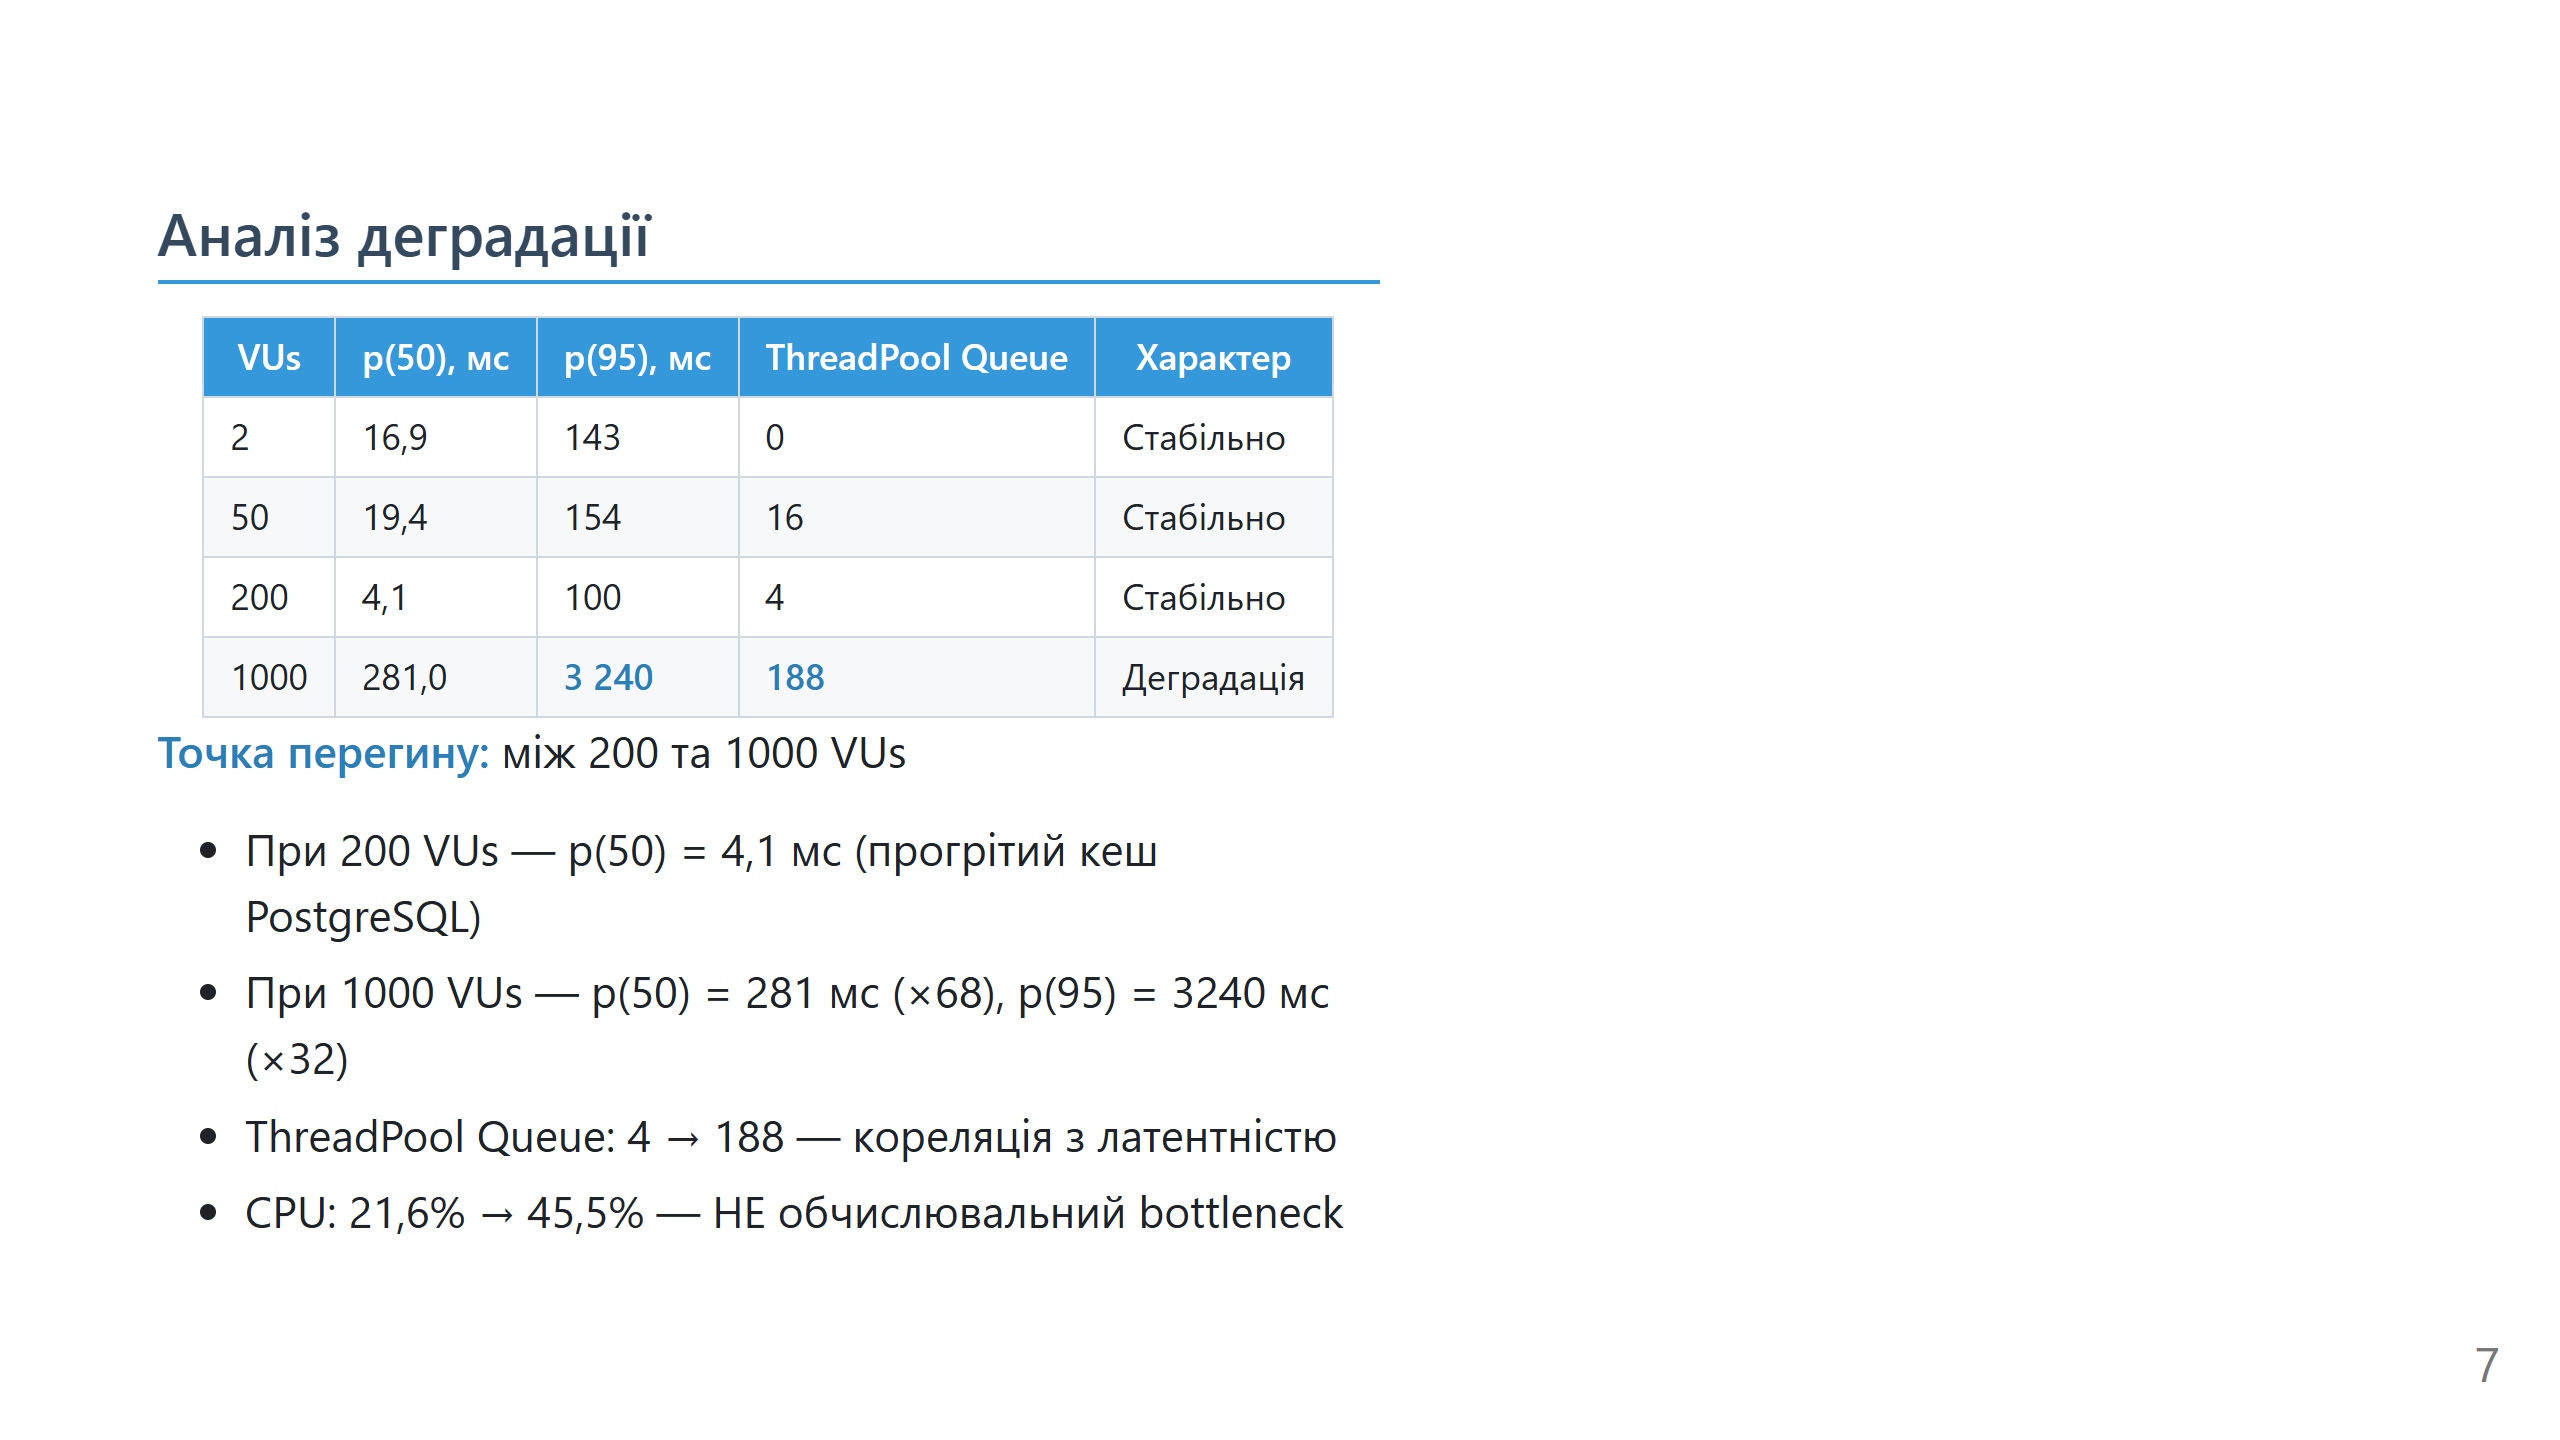 Аналіз деградації
VUs p(50), мс p(95), мс ThreadPool Queue Характер
2 16,9 143 0 Стабільно
50 19,4 154 16 Стабільно
200 4,1 100 4 Стабільно
1000 281,0 3 240 188 Деградація
Точка перегину: між 200 та 1000 VUs
• При 200 VUs — p(50) = 4,1 мс (прогрітий кеш
PostgreSQL)
• При 1000 VUs — p(50) = 281 мс (×68), p(95) = 3240 мс
(×32)
• ThreadPool Queue: 4 → 188 — кореляція з латентністю
• CPU: 21,6% → 45,5% — НЕ обчислювальний bottleneck
7